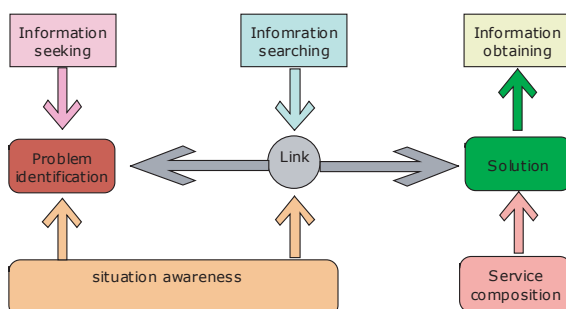 Information
seeking
Infomration
searching
Information
obtaining
Problem
identification
Link
Solution
situation awareness
Service
composition